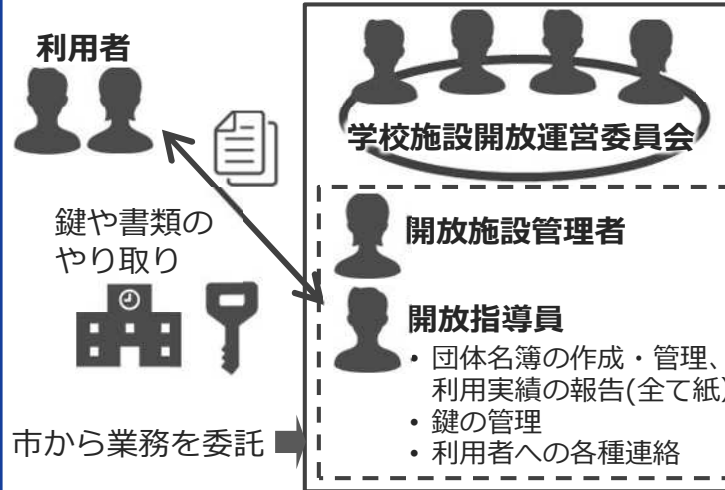 利用者
学校施設開放運営委員会
鍵や書類の
やり取り
開放施設管理者
開放指導員
・団体名簿の作成・管理、
利用実績の報告(全て紙)
・鍵の管理
・利用者への各種連絡
市から業務を委託